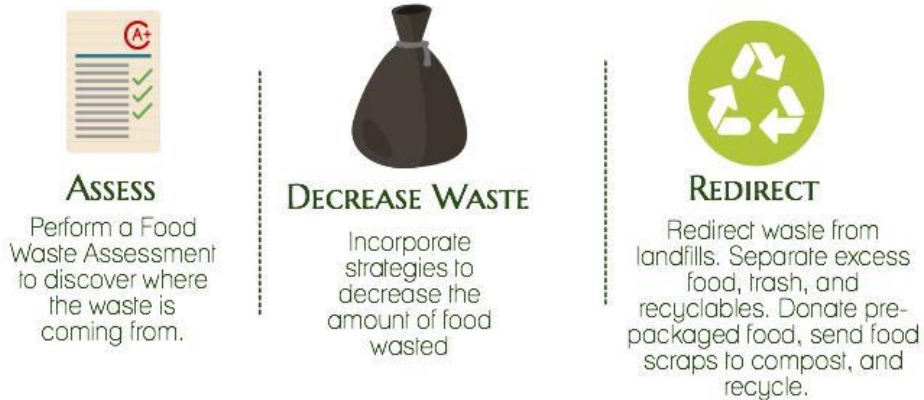 A+
ASSESS
Perform a Food
Waste Assessment
to discover where
the waste is
coming from.
DECREASE WASTE
Incorporate
strategies to
decrease the
amount of food
wasted
REDIRECT
Redirect waste from
landfills. Separate excess
food, trash, and
recyclables. Donate pre-
packaged food, send food
scraps to compost, and
recycle.